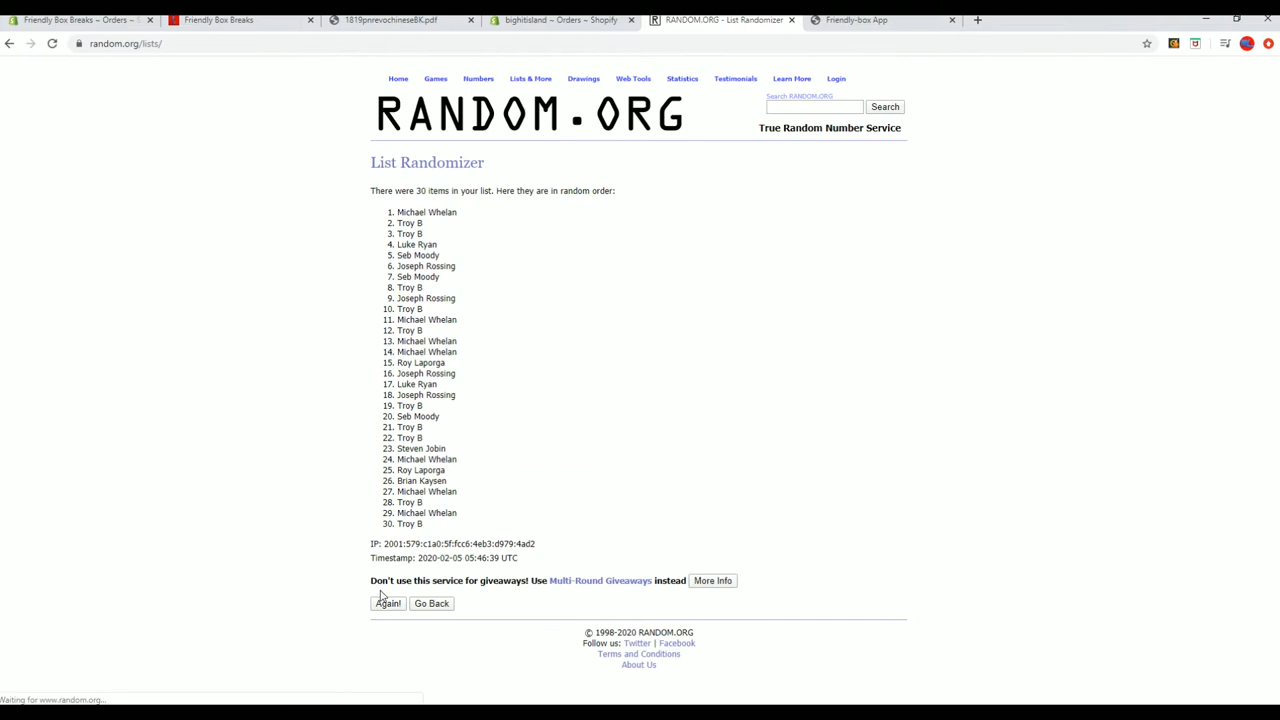 Friendly Box Breaks ~ Orders ~ S
Friendly Box Breaks
1819pnrevochineseBK.pdf
bighitisland ~ Orders ~ Shopify
RANDOM.ORG - List Randomizer
Friendly-box App
random.org/lists/
Home Games Numbers Lists & More Drawings Web Tools Statistics Testimonials Learn More Login
RANDOM.ORG
Search RANDOM.ORG
Search
True Random Number Service
List Randomizer
There were 30 items in your list. Here they are in random order:
1. Michael Whelan
2. Troy B
3. Troy B
4. Luke Ryan
5. Seb Moody
6. Joseph Rossing
7. Seb Moody
8. Troy B
9. Joseph Rossing
10. Troy B
11. Michael Whelan
12. Troy B
13. Michael Whelan
14. Michael Whelan
15. Roy Laporga
16. Joseph Rossing
17. Luke Ryan
18. Joseph Rossing
19. Troy B
20. Seb Moody
21. Troy B
22. Troy B
23. Steven Jobin
24. Michael Whelan
25. Roy Laporga
26. Brian Kaysen
27. Michael Whelan
28. Troy B
29. Michael Whelan
30. Troy B
IP: 2001:579:c1a0:5f:fcc6:4eb3:d979:4ad2
Timestamp: 2020-02-05 05:46:39 UTC
Don't use this service for giveaways! Use Multi-Round Giveaways instead More Info
Again! Go Back
© 1998-2020 RANDOM.ORG
Follow us: Twitter | Facebook
Terms and Conditions
About Us
Waiting for www.random.org...